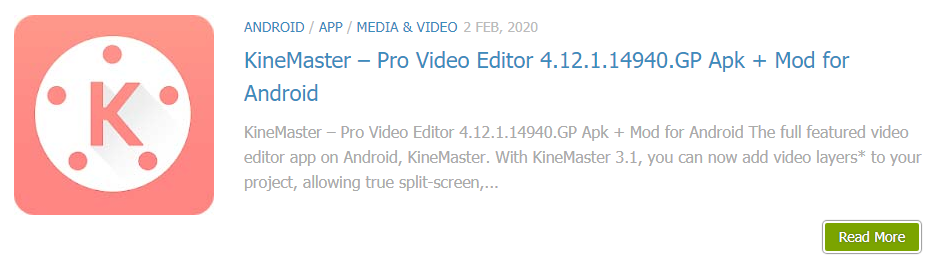 ANDROID / APP / MEDIA & VIDEO 2 FEB, 2020
KineMaster – Pro Video Editor 4.12.1.14940.GP Apk + Mod for
Android
KineMaster – Pro Video Editor 4.12.1.14940.GP Apk + Mod for Android The full featured video
editor app on Android, KineMaster. With KineMaster 3.1, you can now add video layers* to your
project, allowing true split-screen,...
K
Read More